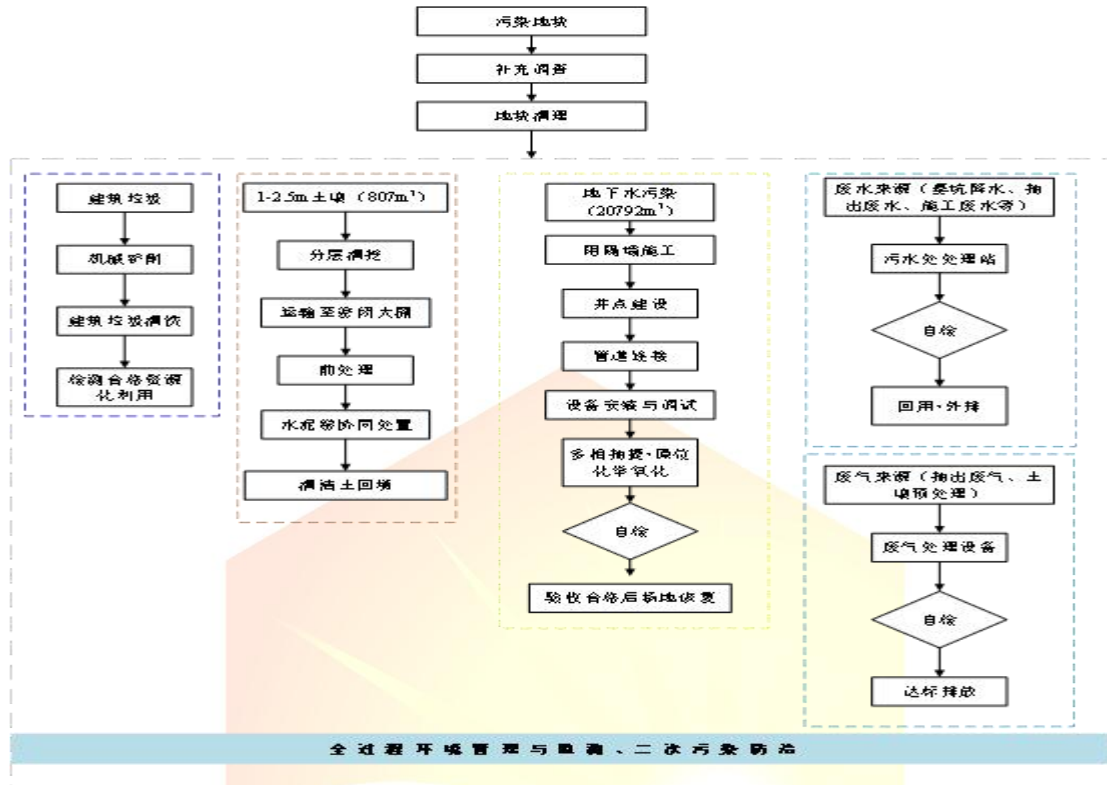 污染地块
补充调查
地块清理
建筑垃圾
机械
建筑垃圾清洗
检测合格资源
化利用
1-2.5m土壤（807m³）
分层清挖
运输至密闭大棚
前处理
水泥窑协同处置
清洁土回填
地下水污染
（20792m³）
阻隔墙施工
井点建设
管道连接
设备安装与调试
多相抽提+原位
化学氧化
自检
验收合格后场地恢复
废水来源（基坑降水、抽
出废水、施工废水等）
污水处处理站
自检
回用、外排
废气来源（抽出废气、土
壤预处理）
废气处理设备
自检
达标排放
全过程环境管理与监测、二次污染防治